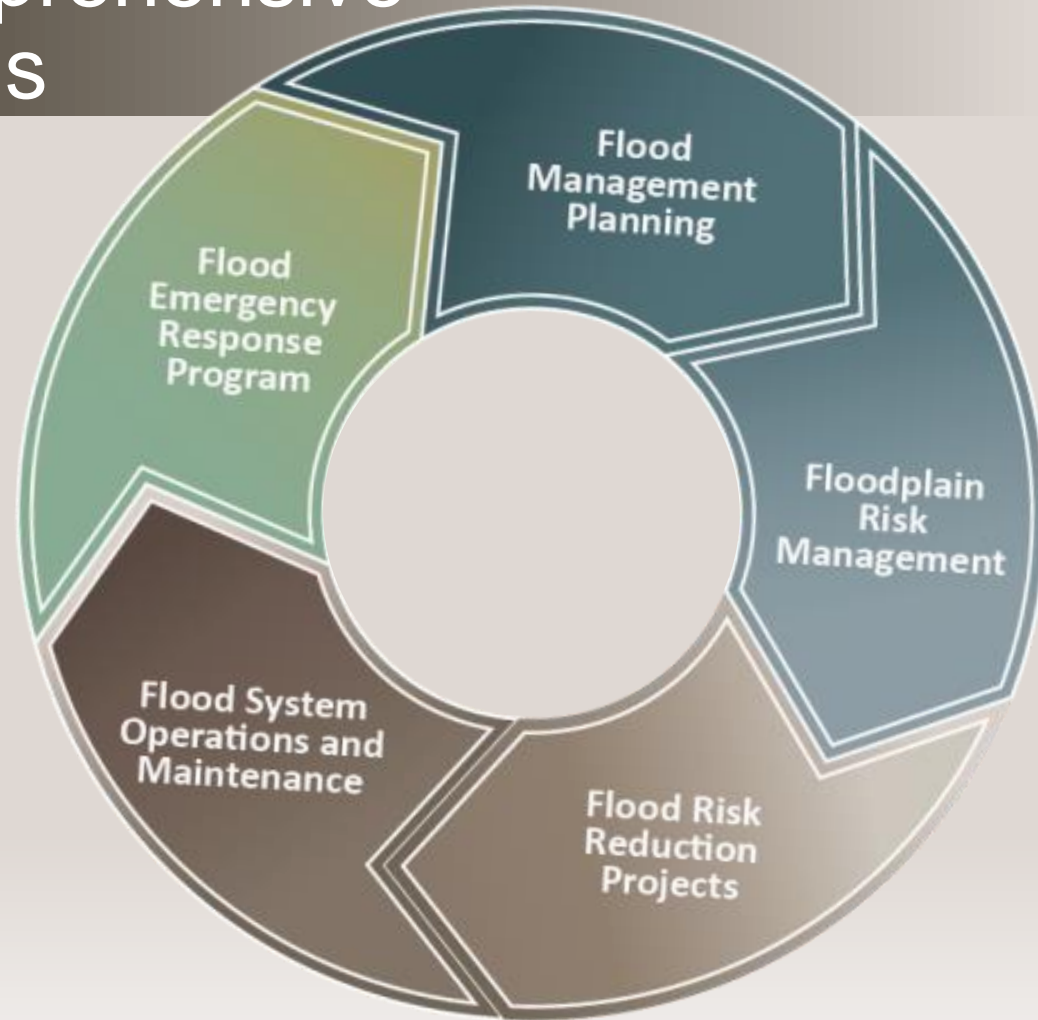 s
Flood
Management
Planning
Floodplain
Risk
Management
Flood Risk
Reduction
Projects
Flood System
Operations and
Maintenance
Flood
Emergency
Response
Program